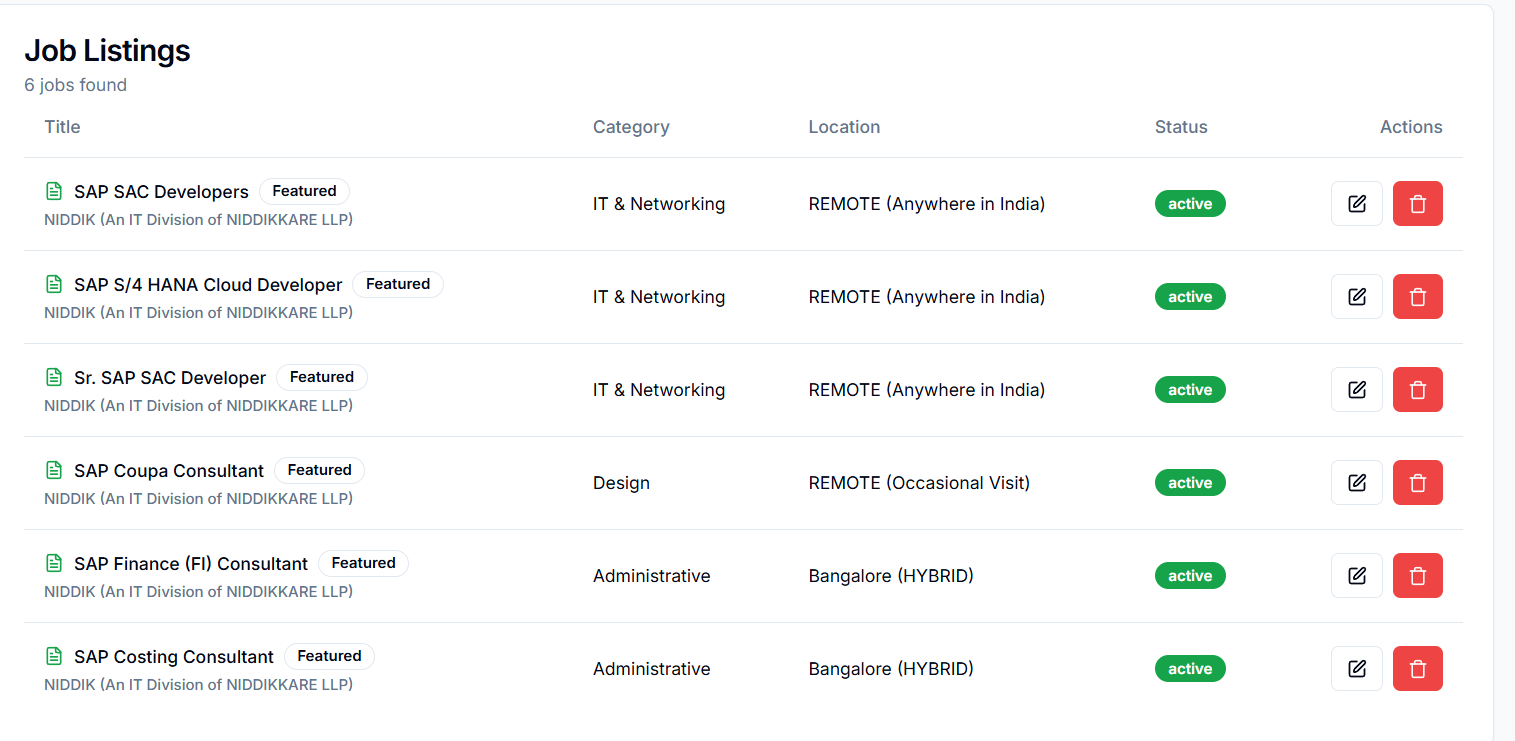 Job Listings
6 jobs found
Title Category Location Status Actions
SAP SAC Developers Featured
NIDDIK (An IT Division of NIDDIKKARE LLP)
IT & Networking REMOTE (Anywhere in India) active
SAP S/4 HANA Cloud Developer Featured
NIDDIK (An IT Division of NIDDIKKARE LLP)
IT & Networking REMOTE (Anywhere in India) active
Sr. SAP SAC Developer Featured
NIDDIK (An IT Division of NIDDIKKARE LLP)
IT & Networking REMOTE (Anywhere in India) active
SAP Coupa Consultant Featured
NIDDIK (An IT Division of NIDDIKKARE LLP)
Design REMOTE (Occasional Visit) active
SAP Finance (FI) Consultant Featured
NIDDIK (An IT Division of NIDDIKKARE LLP)
Administrative Bangalore (HYBRID) active
SAP Costing Consultant Featured
NIDDIK (An IT Division of NIDDIKKARE LLP)
Administrative Bangalore (HYBRID) active